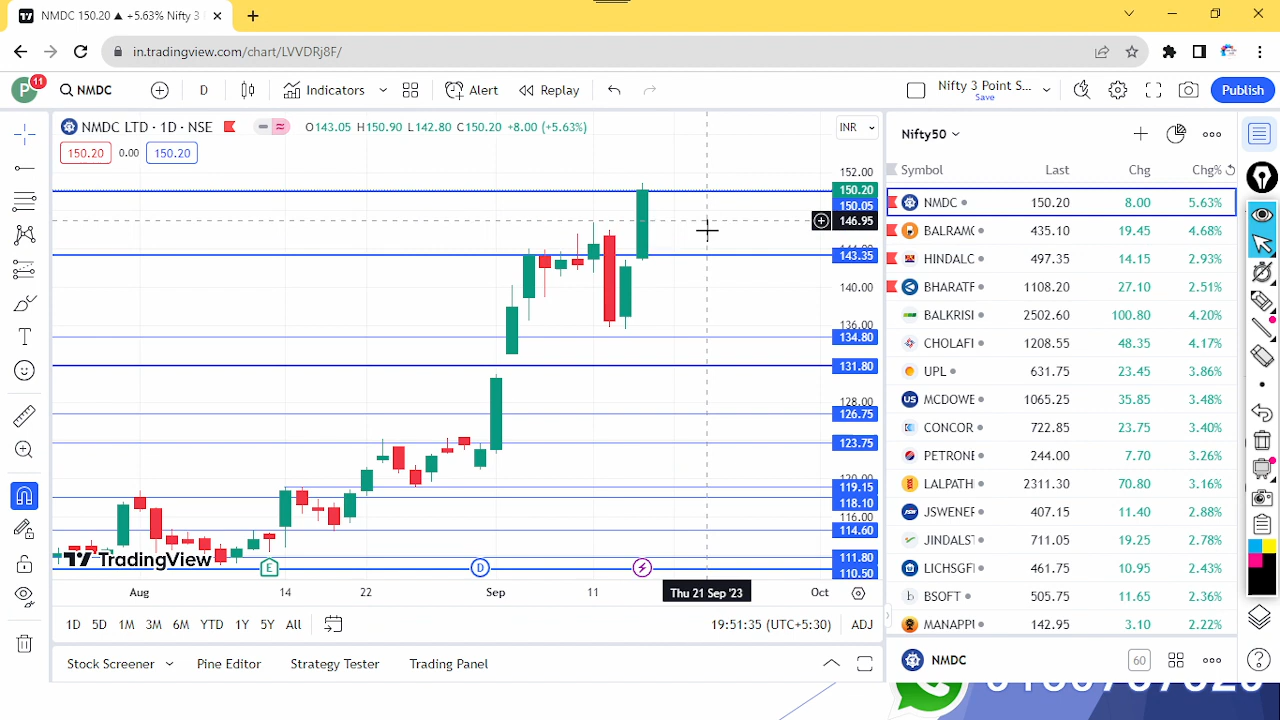 NMDC 150.20 ▲ +5.63% Nifty 3
in.tradingview.com/chart/LVVDRj8F/
P 11 NMDC D Indicators Alert Replay Nifty 3 Point S... Save Publish
NMDC LTD · 1D · NSE O143.05 H150.90 L142.80 C150.20 +8.00 (+5.63%) INR
150.20 0.00 150.20
152.00
150.20
150.05
146.95
143.35
140.00
136.00
134.80
131.80
128.00
126.75
123.75
119.15
118.10
116.00
114.60
111.80
110.50
TradingView
E D
Aug 14 22 Sep 11 Thu 21 Sep '23 Oct
1D 5D 1M 3M 6M YTD 1Y 5Y All 19:51:35 (UTC+5:30) ADJ
Stock Screener Pine Editor Strategy Tester Trading Panel
Nifty50
Symbol Last Chg Chg%
NMDC 150.20 8.00 5.63%
BALRAMC 435.10 19.45 4.68%
HINDALC 497.35 14.15 2.93%
BHARATF 1108.20 27.10 2.51%
BALKRISI 2502.60 100.80 4.20%
CHOLAFI 1208.55 48.35 4.17%
UPL 631.75 23.45 3.86%
MCDOWE 1065.25 35.85 3.48%
CONCOR 722.85 23.75 3.40%
PETRONE 244.00 7.70 3.26%
LALPATH 2311.30 70.80 3.16%
JSWENER 407.15 11.40 2.88%
JINDALST 711.05 19.25 2.78%
LICHSGFI 461.75 10.95 2.43%
BSOFT 505.75 11.65 2.36%
MANAPPU 142.95 3.10 2.22%
NMDC 60